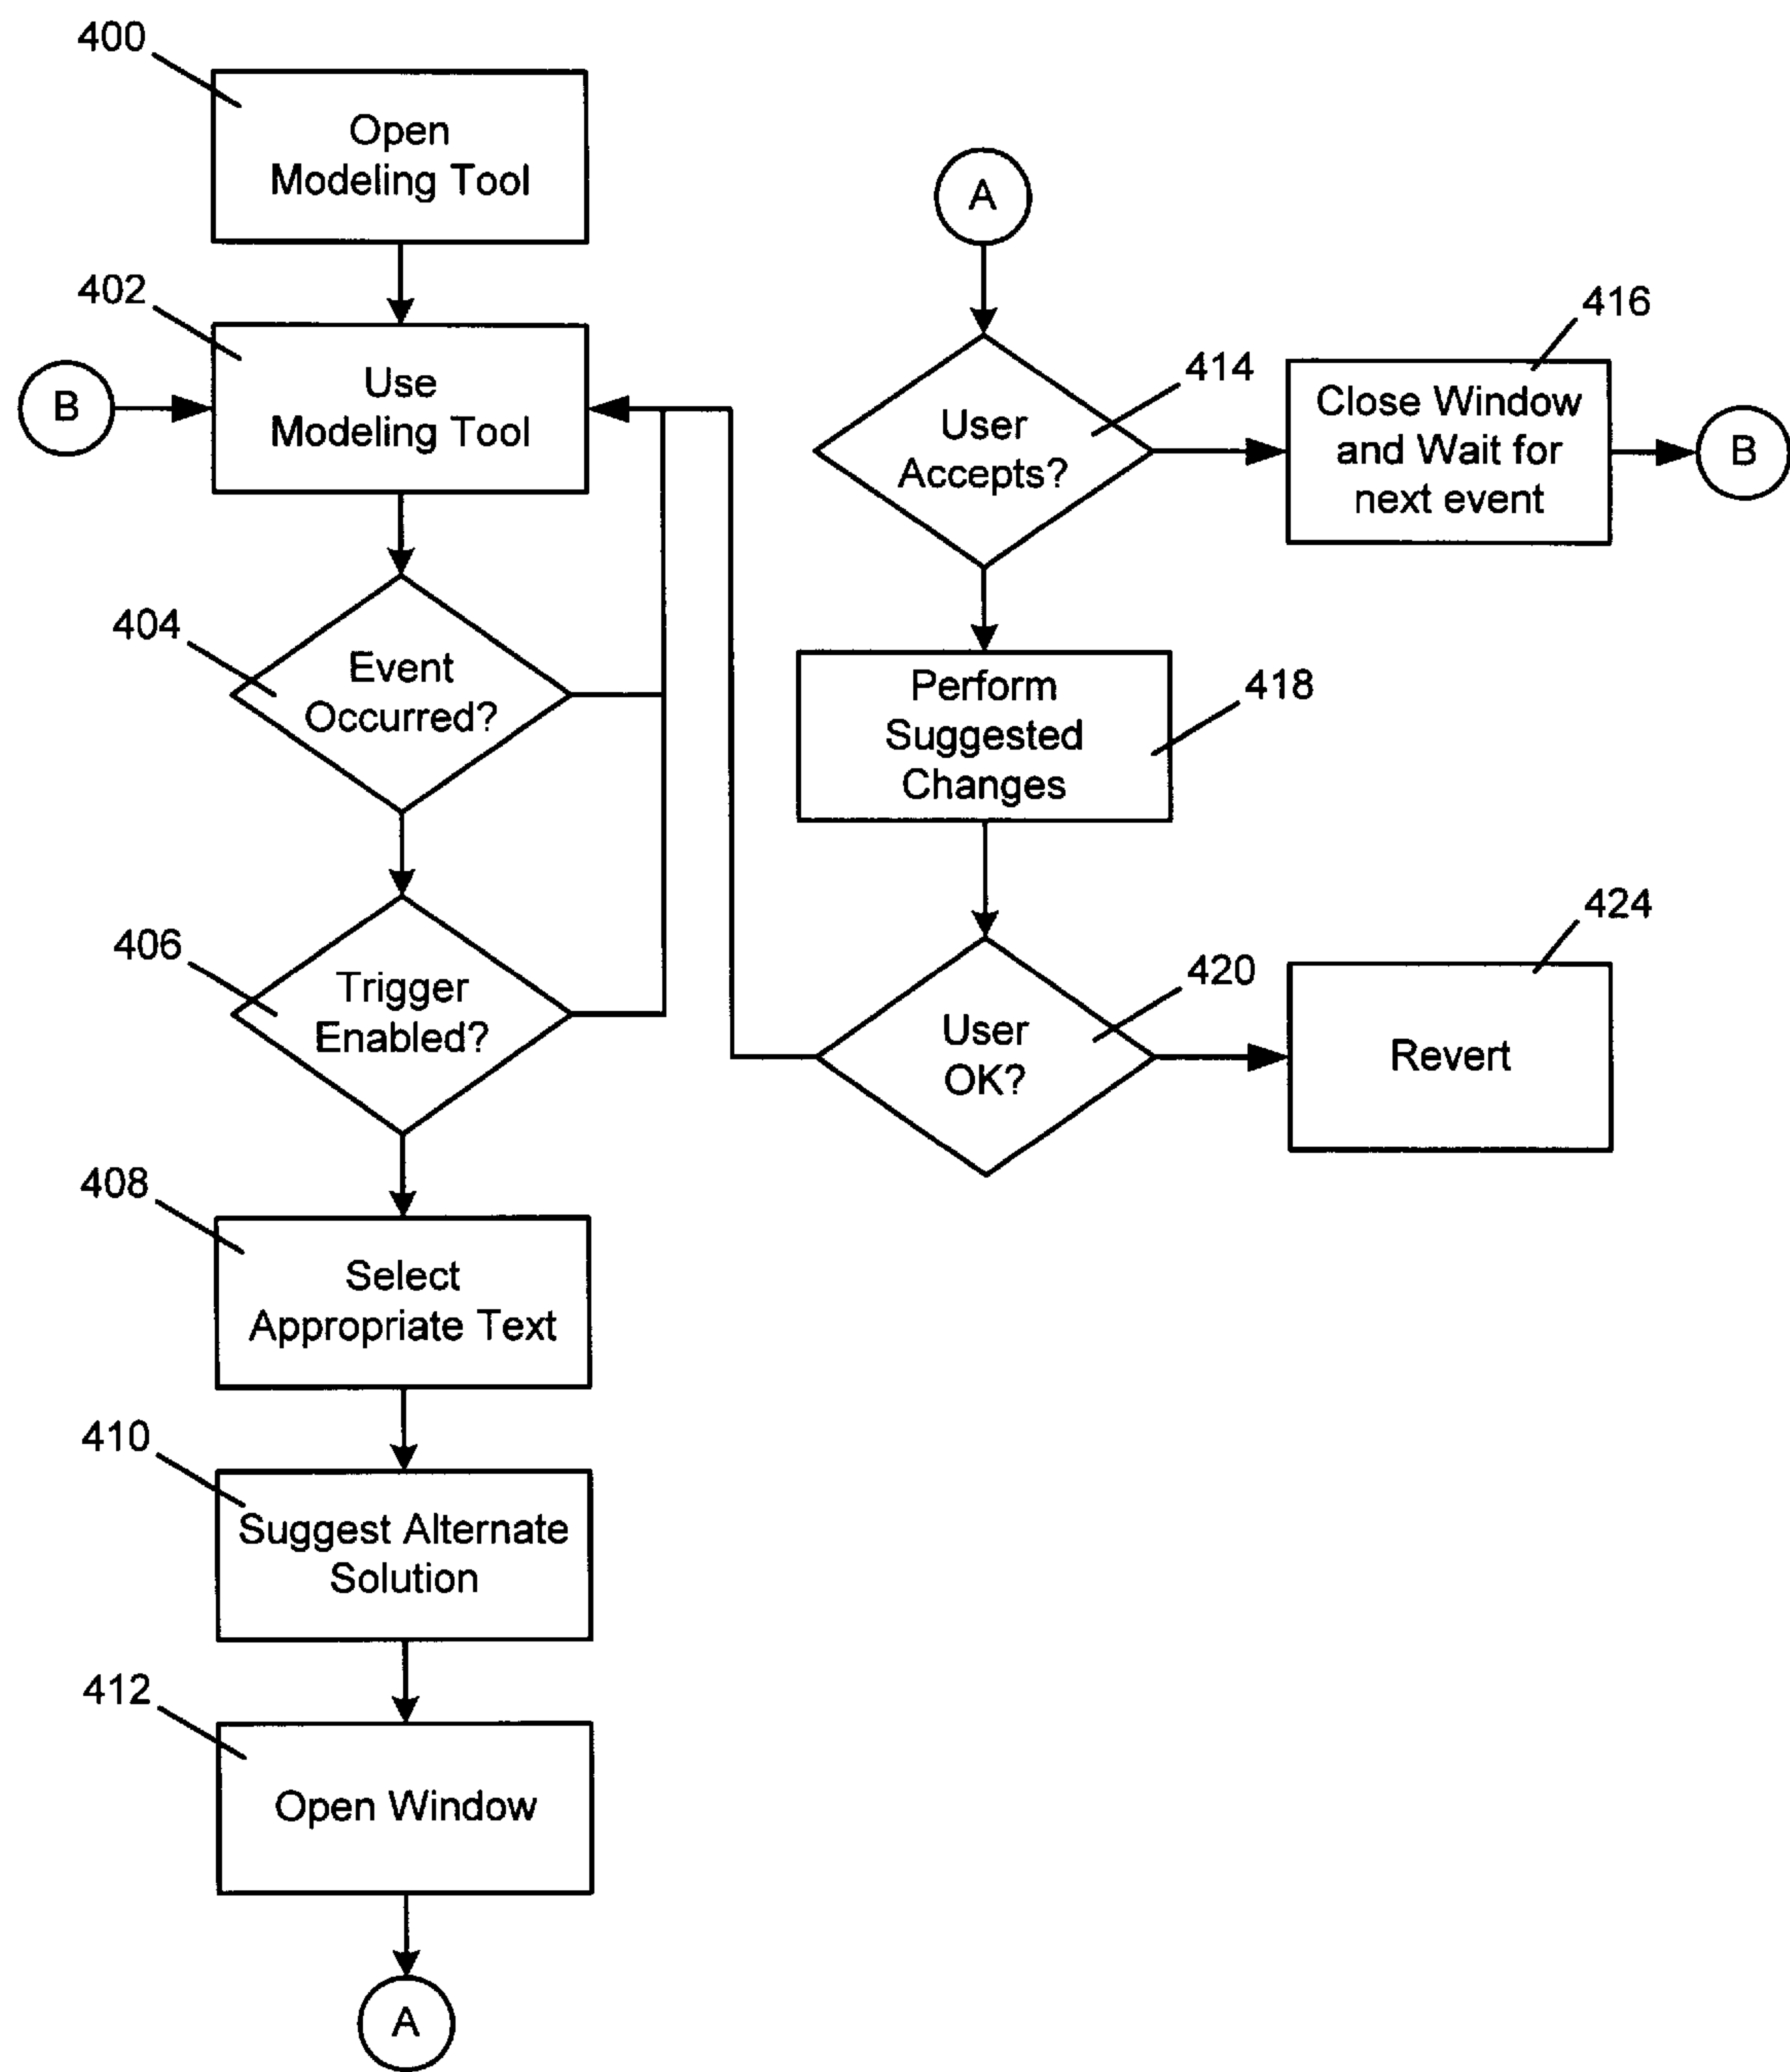 400
Open
Modeling Tool
402
B
Use
Modeling Tool
404
Event
Occurred?
406
Trigger
Enabled?
408
Select
Appropriate Text
410
Suggest Alternate
Solution
412
Open Window
A
A
414
User
Accepts?
416
Close Window
and Wait for
next event
B
418
Perform
Suggested
Changes
420
User
OK?
424
Revert